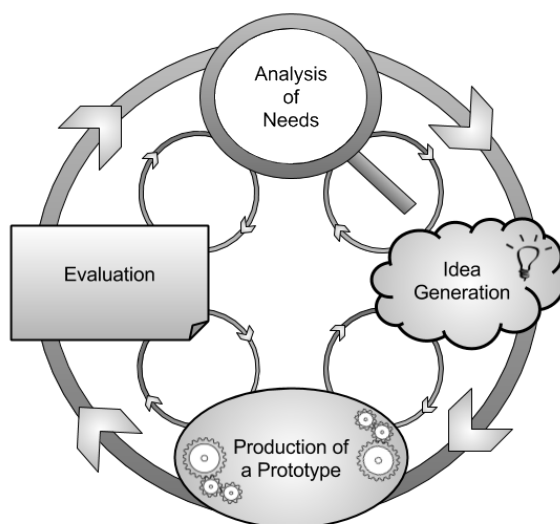 Analysis
of
Needs
Evaluation
Idea
Generation
Production of
a Prototype